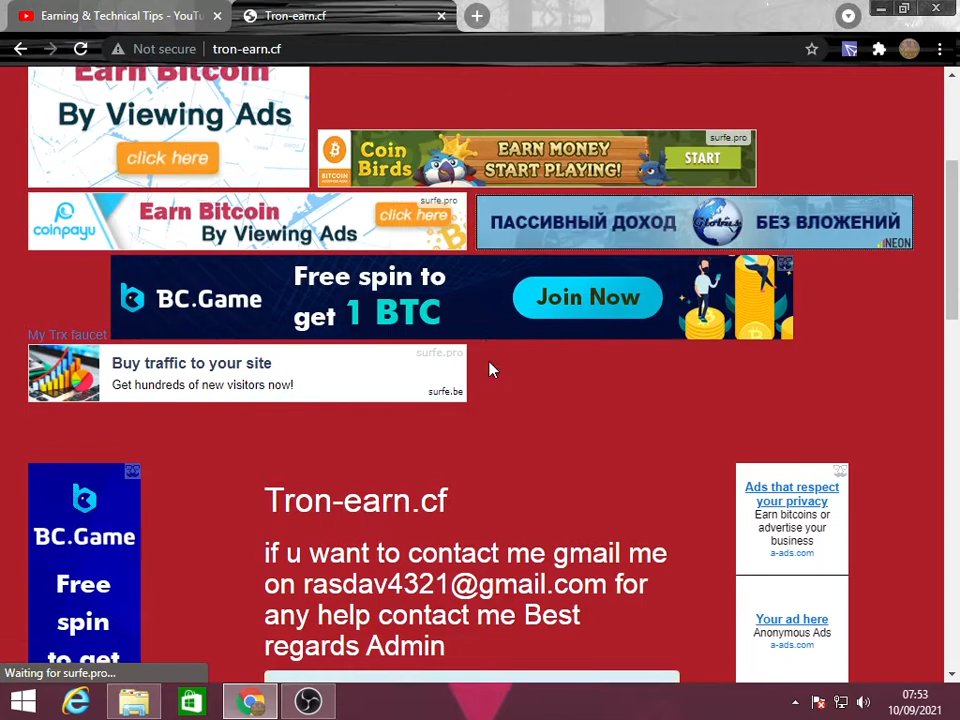 Earning & Technical Tips - YouTu
Tron-earn.cf
Not secure
tron-earn.cf
Earn Bitcoin
By Viewing Ads
click here
surfe.pro
Coin Birds
EARN MONEY
START PLAYING!
START
BITCOIN
coinpayu
Earn Bitcoin
By Viewing Ads
surfe.pro
click here
ПАССИВНЫЙ ДОХОД
Globus
БЕЗ ВЛОЖЕНИЙ
NEON
BC.GAME
Free spin to
get 1 BTC
Join Now
My Trx faucet
Buy traffic to your site
Get hundreds of new visitors now!
surfe.pro
surfe.be
BC.GAME
Free
spin
to get
Tron-earn.cf
if u want to contact me gmail me
on rasdav4321@gmail.com for
any help contact me Best
regards Admin
Ads that respect
your privacy
Earn bitcoins or
advertise your
business
a-ads.com
Your ad here
Anonymous Ads
a-ads.com
Waiting for surfe.pro...
07:53
10/09/2021